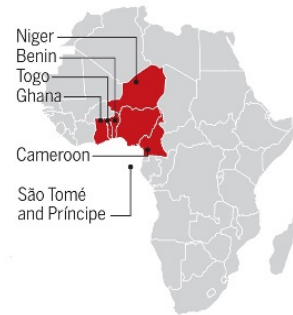 Niger
Benin
Togo
Ghana
Cameroon
São Tomé
and Príncipe